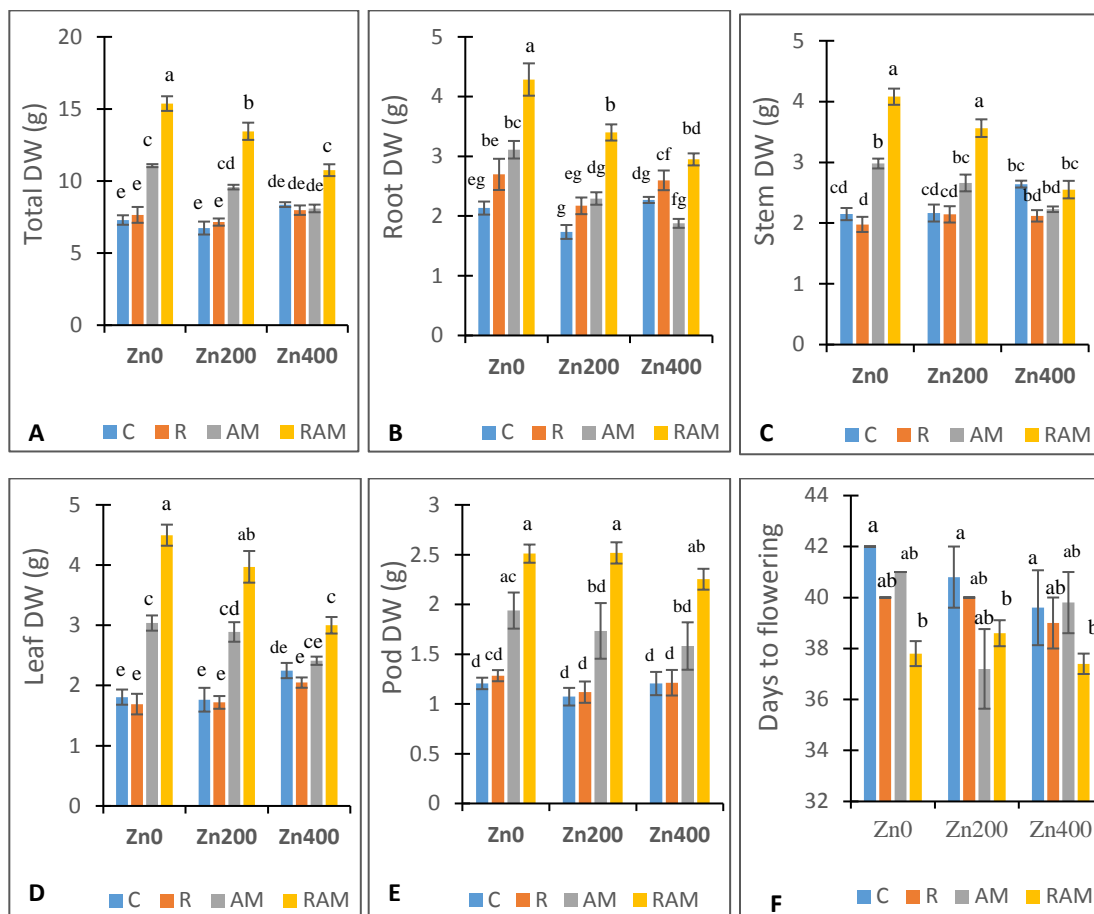 Total DW (g)
20
15
10
5
0
e e c a
e e cd b
de de de c
Zn0 Zn200 Zn400
A C R AM RAM
Root DW (g)
5
4
3
2
1
0
eg be bc a
g eg dg b
dg cf fg bd
Zn0 Zn200 Zn400
B C R AM RAM
Stem DW (g)
5
4
3
2
1
0
cd d b a
cd cd bc a
bc bd bd bc
Zn0 Zn200 Zn400
C C R AM RAM
Leaf DW (g)
5
4
3
2
1
0
e e c a
e e cd ab
de e ce c
Zn0 Zn200 Zn400
D C R AM RAM
Pod DW (g)
3
2.5
2
1.5
1
0.5
0
d cd ac a
d d bd a
d d bd ab
Zn0 Zn200 Zn400
E C R AM RAM
Days to flowering
44
42
40
38
36
34
32
a ab ab b
a ab ab b
a ab ab b
Zn0 Zn200 Zn400
F C R AM RAM